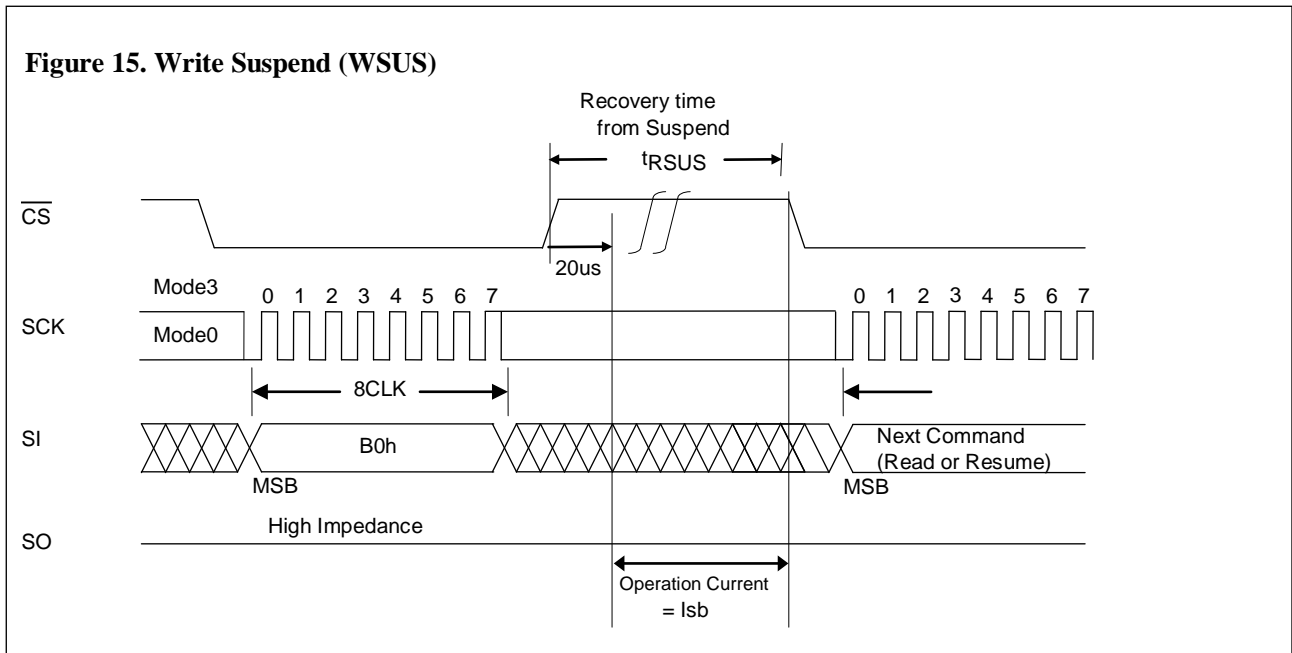 Figure 15. Write Suspend (WSUS)
Recovery time
from Suspend
tRSUS
CS
20us
Mode3
0 1 2 3 4 5 6 7
0 1 2 3 4 5 6 7
SCK
Mode0
8CLK
SI
B0h
Next Command
(Read or Resume)
MSB
MSB
High Impedance
SO
Operation Current
= Isb